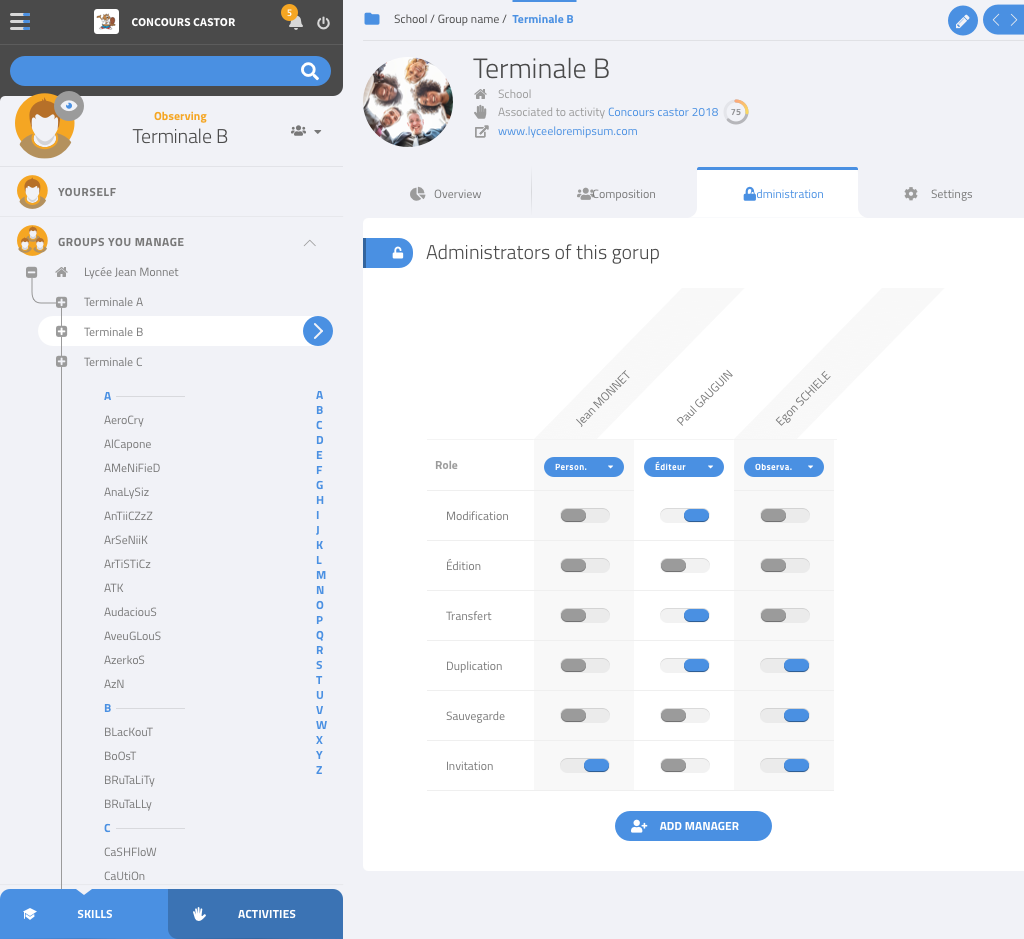 CONCOURS CASTOR
5
Observing
Terminale B
YOURSELF
GROUPS YOU MANAGE
Lycée Jean Monnet
Terminale A
Terminale B
Terminale C
A
AeroCry
AlCapone
AMeNiFieD
AnaLySiz
AnTiiCZzZ
ArSeNiiK
ArTiSTiCz
ATK
AudaciouS
AveuGLouS
AzerkoS
AzN
B
BLacKouT
BoOsT
BRuTaLiTy
BRuTaLLy
C
CaSHFloW
CaUtiOn
A
B
C
D
E
F
G
H
I
J
K
L
M
N
O
P
Q
R
S
T
U
V
W
X
Y
Z
SKILLS
ACTIVITIES
School / Group name / Terminale B
Terminale B
School
Associated to activity Concours castor 2018 75
www.lyceeloremipsum.com
Overview
Composition
dministration
Settings
Administrators of this gorup
Jean MONNET
Paul GAUGUIN
Egon SCHIELE
Role Person. Éditeur Observa.
Modification
Édition
Transfert
Duplication
Sauvegarde
Invitation
ADD MANAGER